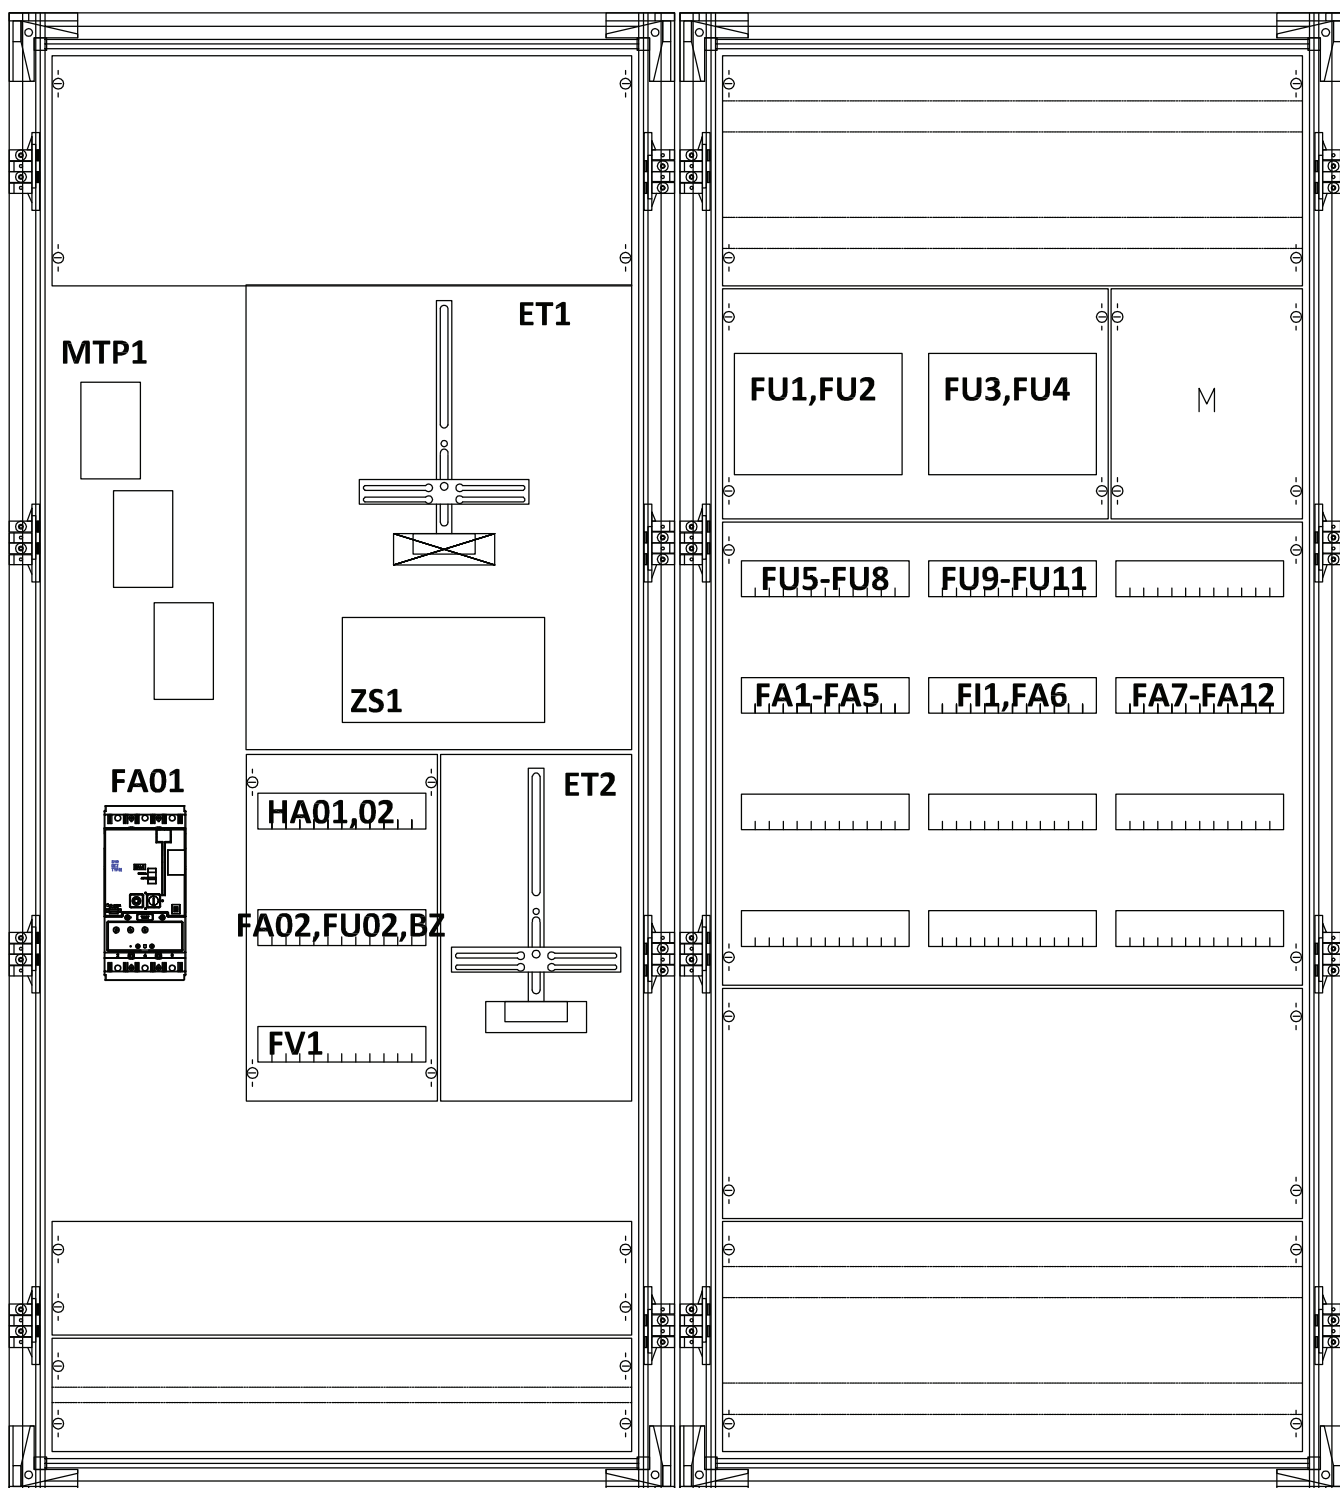 ET1
MTP1
FU1,FU2
FU3,FU4
M
FU5-FU8
FU9-FU11
ZS1
FA1-FA5
FI1,FA6
FA7-FA12
FA01
ET2
HA01,02
FA02,FU02,BZ
FV1